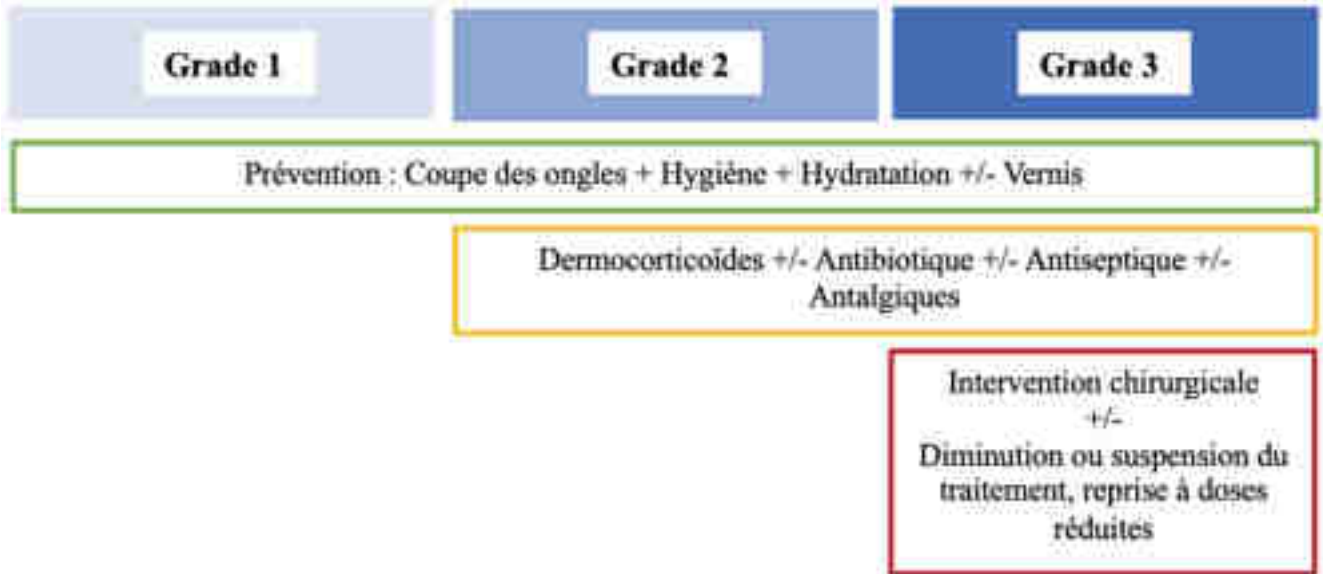 Grade 1
Grade 2
Grade 3
Prévention : Coupe des ongles + Hygiène + Hydratation +/- Vernis
Dermocorticoïdes +/- Antibiotique +/- Antiseptique +/-
Antalgiques
Intervention chirurgicale
+/-
Diminution ou suspension du
traitement, reprise à doses
réduites